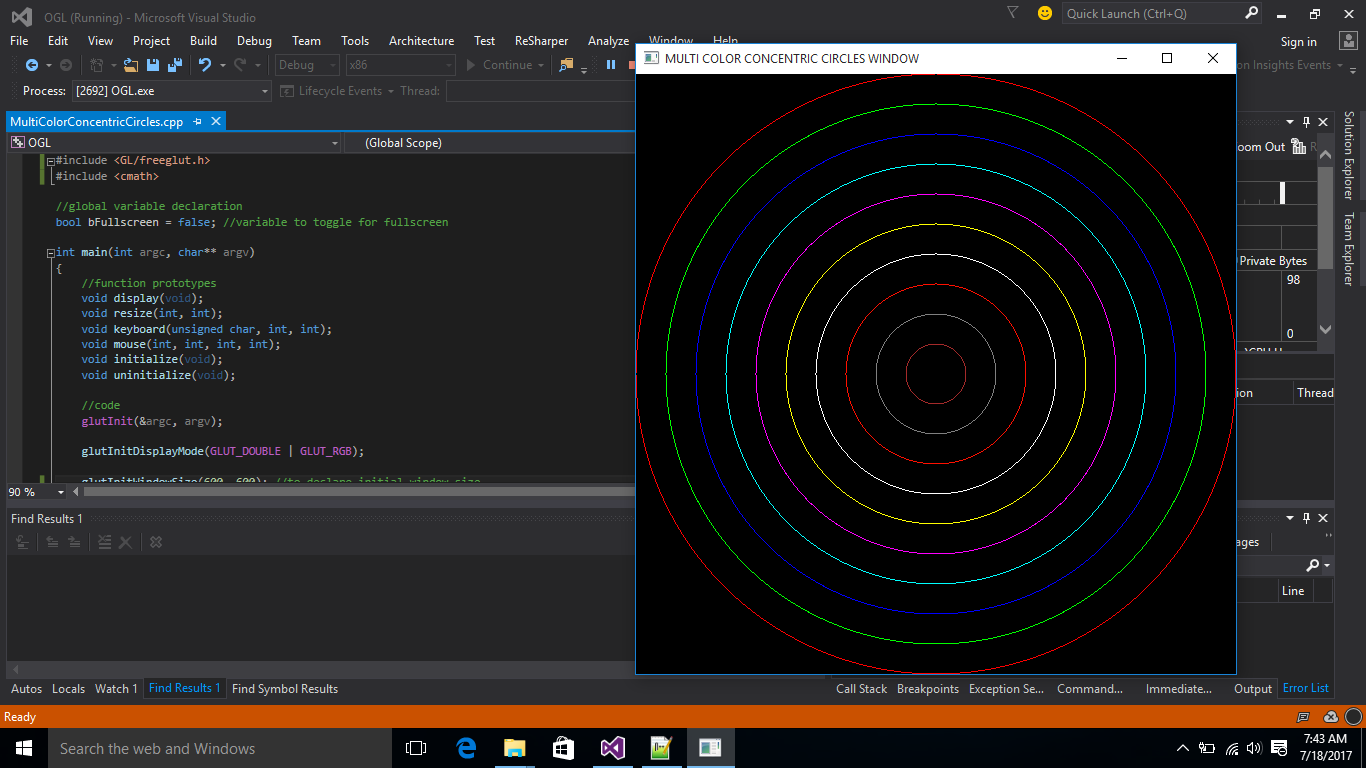 OGL (Running) - Microsoft Visual Studio
Quick Launch (Ctrl+Q)
File Edit View Project Build Debug Team Tools Architecture Test ReSharper Analyze Window Help
Sign in
Debug x86 Continue
Insights Events
Process: [2692] OGL.exe Lifecycle Events Thread:
MultiColorConcentricCircles.cpp
OGL (Global Scope)
#include <GL/freeglut.h>
#include <cmath>
//global variable declaration
bool bFullscreen = false; //variable to toggle for fullscreen
int main(int argc, char** argv)
{
//function prototypes
void display(void);
void resize(int, int);
void keyboard(unsigned char, int, int);
void mouse(int, int, int, int);
void initialize(void);
void uninitialize(void);
//code
glutInit(&argc, argv);
glutInitDisplayMode(GLUT_DOUBLE | GLUT_RGB);
glutInitWindowSize(600, 600); //to declare initial window size
90 %
MULTI COLOR CONCENTRIC CIRCLES WINDOW
oom Out R
Private Bytes
98
0
ion Thread
Solution Explorer
Team Explorer
Find Results 1
ages
Line
Autos Locals Watch 1 Find Results 1 Find Symbol Results
Call Stack Breakpoints Exception Se... Command... Immediate... Output Error List
Ready
Search the web and Windows
7:43 AM
7/18/2017